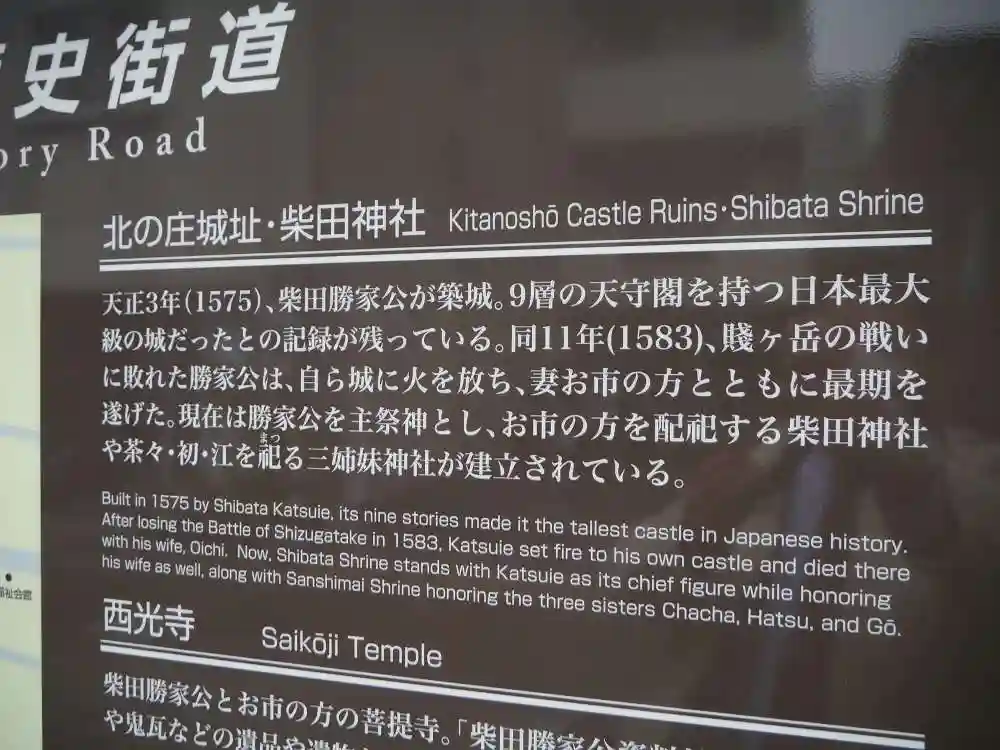 史街道
ory Road
北の庄城址・柴田神社 Kitanoshō Castle Ruins・Shibata Shrine
天正3年(1575)、柴田勝家公が築城。9層の天守閣を持つ日本最大
級の城だったとの記録が残っている。同11年(1583)、賤ヶ岳の戦い
に敗れた勝家公は、自ら城に火を放ち、妻お市の方とともに最期を
遂げた。現在は勝家公を主祭神とし、お市の方を配祀する柴田神社
まつ
や茶々・初・江を祀る三姉妹神社が建立されている。
Built in 1575 by Shibata Katsuie, its nine stories made it the tallest castle in Japanese history.
After losing the Battle of Shizugatake in 1583, Katsuie set fire to his own castle and died there
with his wife, Oichi. Now, Shibata Shrine stands with Katsuie as its chief figure while honoring
his wife as well, along with Sanshimai Shrine honoring the three sisters Chacha, Hatsu, and Gō.
福祉会館
西光寺 Saikōji Temple
柴田勝家公とお市の方の菩提寺。「柴田勝家公資料
や鬼瓦などの遺品や